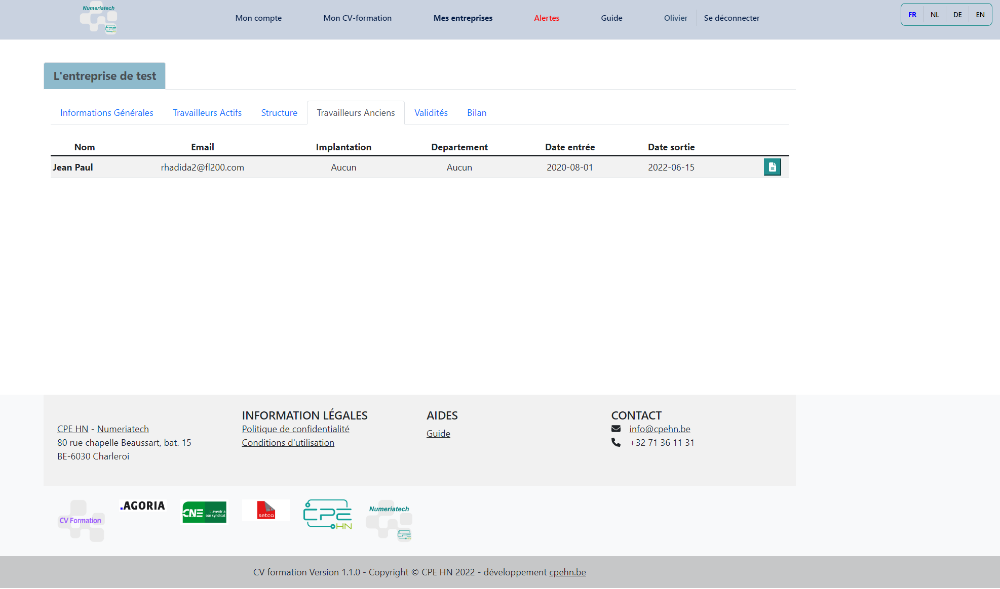 Numeriatech
CPE HN
Mon compte
Mon CV-formation
Mes entreprises
Alertes
Guide
Olivier
Se déconnecter
FR
NL
DE
EN
L'entreprise de test
Informations Générales
Travailleurs Actifs
Structure
Travailleurs Anciens
Validités
Bilan
Nom Email Implantation Departement Date entrée Date sortie
Jean Paul rhadida2@fl200.com Aucun Aucun 2020-08-01 2022-06-15
CPE HN - Numeriatech
80 rue chapelle Beaussart, bat. 15
BE-6030 Charleroi
INFORMATION LÉGALES
Politique de confidentialité
Conditions d'utilisation
AIDES
Guide
CONTACT
info@cpehn.be
+32 71 36 11 31
CV Formation
.AGORIA
CNE
L'avenir a
son syndicat
setca
CPE
HN
Numeriatech
CPE HN
CV formation Version 1.1.0 - Copyright © CPE HN 2022 - développement cpehn.be